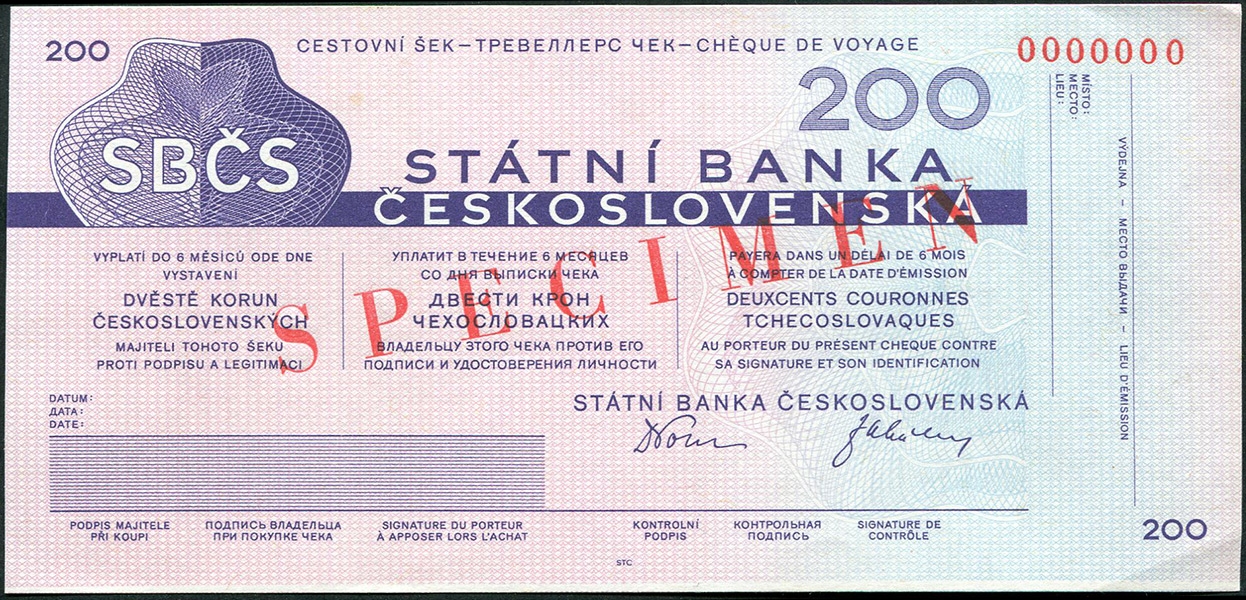 200
CESTOVNÍ ŠEK – ТРЕВЕЛЛЕРС ЧЕК – CHÈQUE DE VOYAGE
0000000
200
SBČS
STÁTNÍ BANKA
ČESKOSLOVENSKÁ
SPECIMEN
VYPLATÍ DO 6 MĚSÍCŮ ODE DNE
VYSTAVENÍ
DVĚSTĚ KORUN
ČESKOSLOVENSKÝCH
MAJITELI TOHOTO ŠEKU
PROTI PODPISU A LEGITIMACI
УПЛАТИТ В ТЕЧЕНИЕ 6 МЕСЯЦЕВ
СО ДНЯ ВЫПИСКИ ЧЕКА
ДВЕСТИ КРОН
ЧЕХОСЛОВАЦКИХ
ВЛАДЕЛЬЦУ ЗТОГО ЧЕКА ПРОТИВ ЕГО
ПОДПИСИ И УДОСТОВЕРЕНИЯ ЛИЧНОСТИ
PAYERA DANS UN DÉLAI DE 6 MOIS
À COMPTER DE LA DATE D'ÉMISSION
DEUXCENTS COURONNES
TCHECOSLOVAQUES
AU PORTEUR DU PRÉSENT CHEQUE CONTRE
SA SIGNATURE ET SON IDENTIFICATION
MÍSTO:
МЕСТО:
LIEU:
VÝDEJNA – МЕСТО ВЫДАЧИ – LIEU D'ÉMISSION
DATUM:
ДАТА:
DATE:
STÁTNÍ BANKA ČESKOSLOVENSKÁ
PODPIS MAJITELE
PŘI KOUPI
ПОДПИСЬ ВЛАДЕЛЬЦА
ПРИ ПОКУПКЕ ЧЕКА
SIGNATURE DU PORTEUR
À APPOSER LORS L'ACHAT
KONTROLNÍ
PODPIS
КОНТРОЛЬНАЯ
ПОДПИСЬ
SIGNATURE DE
CONTRÔLE
200
STC